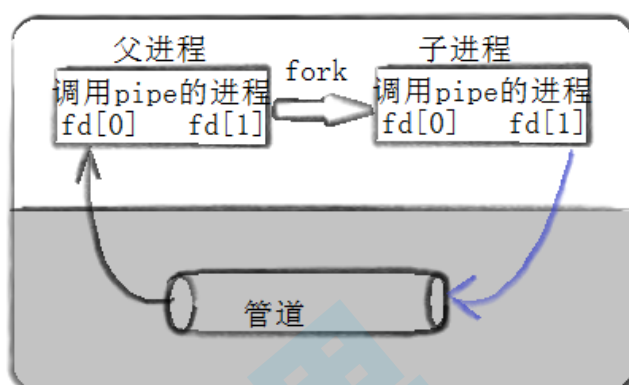 父进程
子进程
fork
调用pipe的进程
fd[0] fd[1]
调用pipe的进程
fd[0] fd[1]
管道